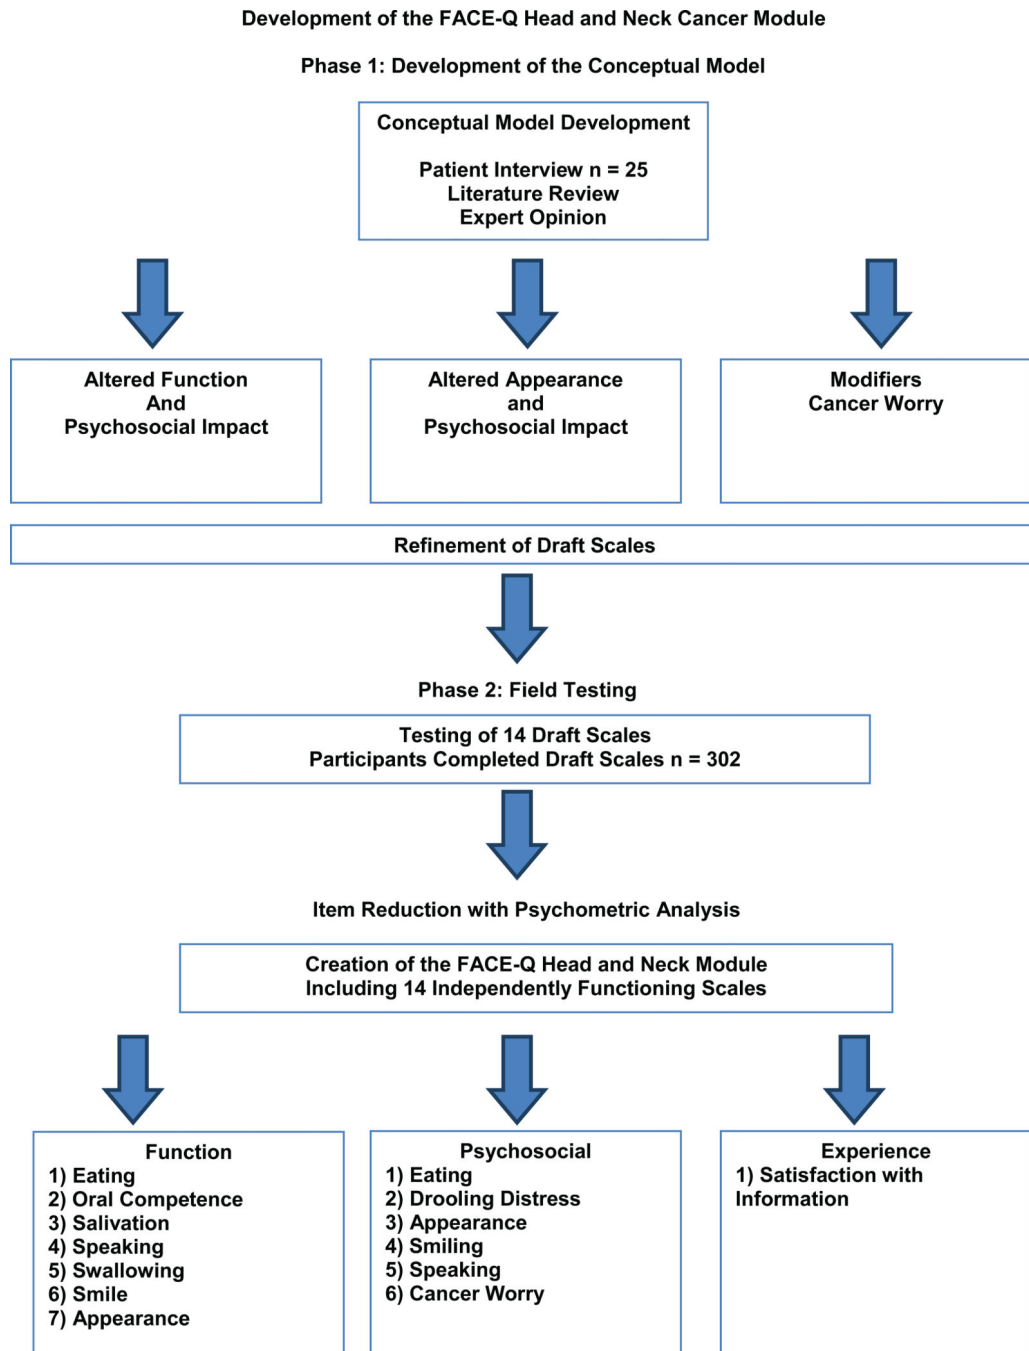 Development of the FACE-Q Head and Neck Cancer Module
Phase 1: Development of the Conceptual Model
Conceptual Model Development
Patient Interview n = 25
Literature Review
Expert Opinion
Altered Function
And
Psychosocial Impact
Altered Appearance
and
Psychosocial Impact
Modifiers
Cancer Worry
Refinement of Draft Scales
Phase 2: Field Testing
Testing of 14 Draft Scales
Participants Completed Draft Scales n = 302
Item Reduction with Psychometric Analysis
Creation of the FACE-Q Head and Neck Module
Including 14 Independently Functioning Scales
Function
1) Eating
2) Oral Competence
3) Salivation
4) Speaking
5) Swallowing
6) Smile
7) Appearance
Psychosocial
1) Eating
2) Drooling Distress
3) Appearance
4) Smiling
5) Speaking
6) Cancer Worry
Experience
1) Satisfaction with
Information